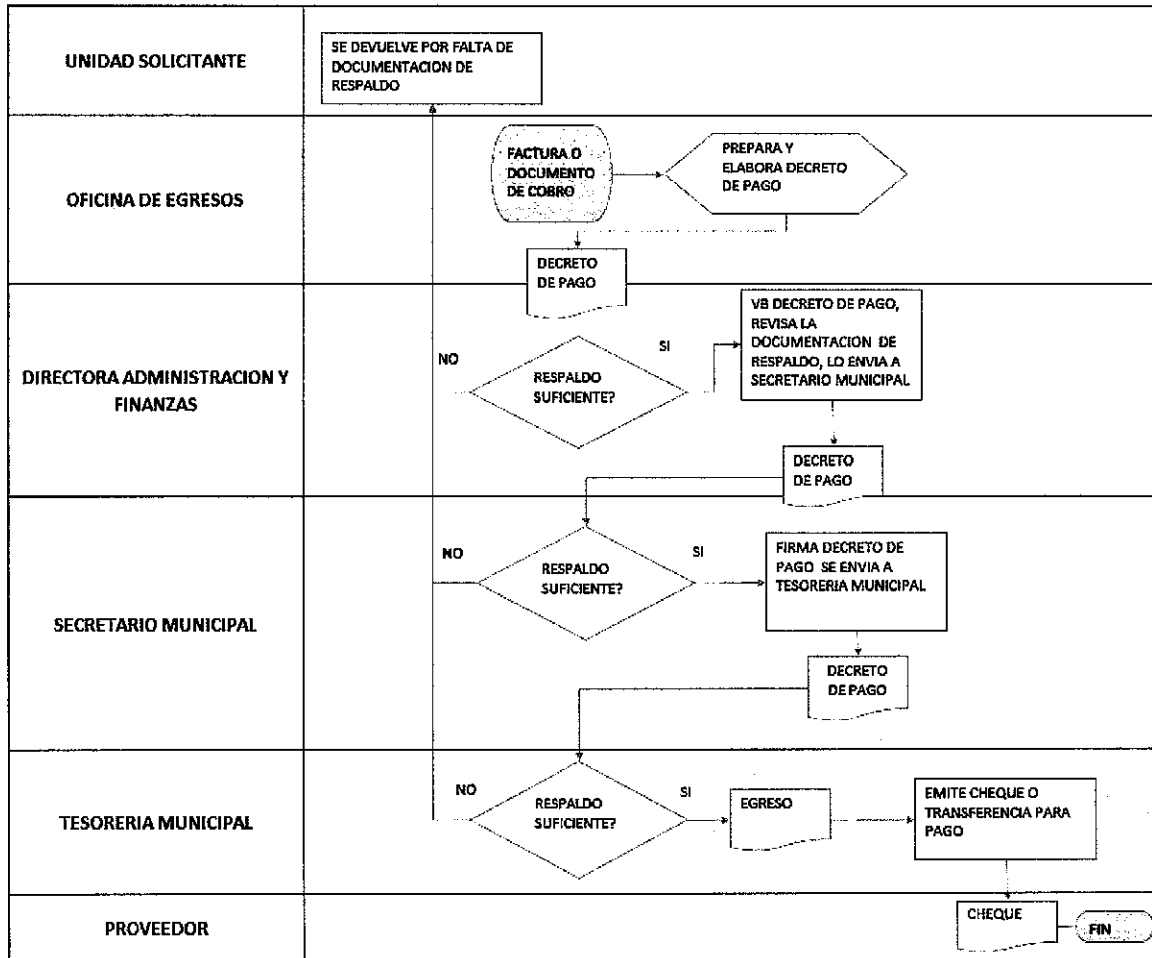 UNIDAD SOLICITANTE
SE DEVUELVE POR FALTA DE
DOCUMENTACION DE
RESPALDO
OFICINA DE EGRESOS
FACTURA O
DOCUMENTO
DE COBRO
PREPARA Y
ELABORA DECRETO
DE PAGO
DECRETO
DE PAGO
DIRECTORA ADMINISTRACION Y
FINANZAS
NO
RESPALDO
SUFICIENTE?
SI
VB DECRETO DE PAGO,
REVISA LA
DOCUMENTACION DE
RESPALDO, LO ENVIA A
SECRETARIO MUNICIPAL
DECRETO
DE PAGO
SECRETARIO MUNICIPAL
NO
RESPALDO
SUFICIENTE?
SI
FIRMA DECRETO DE
PAGO SE ENVIA A
TESORERIA MUNICIPAL
DECRETO
DE PAGO
TESORERIA MUNICIPAL
NO
RESPALDO
SUFICIENTE?
SI
EGRESO
EMITE CHEQUE O
TRANSFERENCIA PARA
PAGO
PROVEEDOR
CHEQUE
FIN